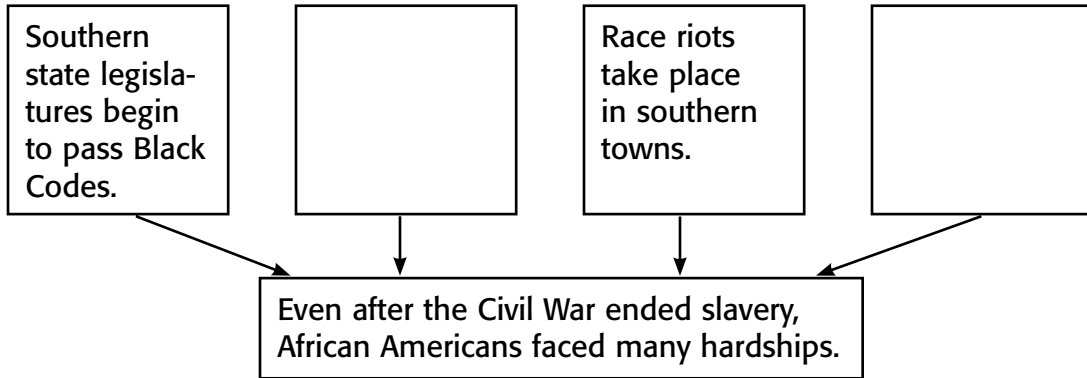 Southern
state legisla-
tures begin
to pass Black
Codes.
Race riots
take place
in southern
towns.
Even after the Civil War ended slavery,
African Americans faced many hardships.